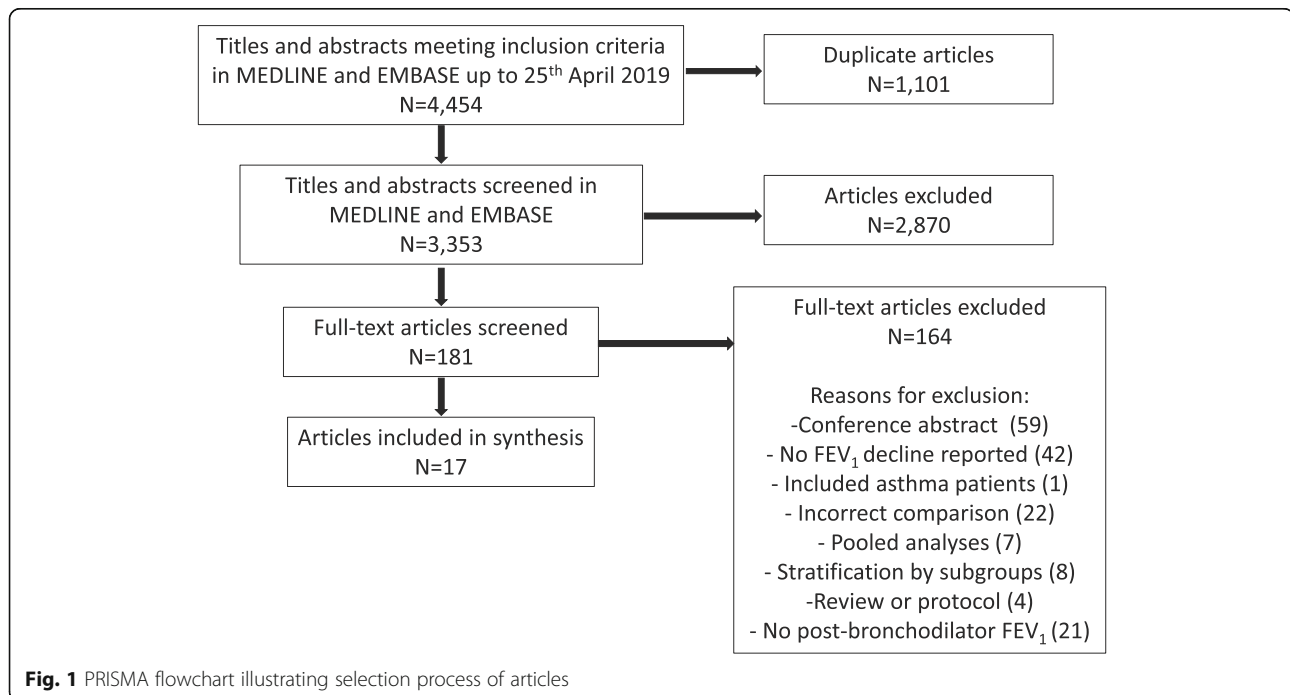 Titles and abstracts meeting inclusion criteria
in MEDLINE and EMBASE up to 25th April 2019
N=4,454
Duplicate articles
N=1,101
Titles and abstracts screened in
MEDLINE and EMBASE
N=3,353
Articles excluded
N=2,870
Full-text articles screened
N=181
Full-text articles excluded
N=164
Reasons for exclusion:
-Conference abstract (59)
- No FEV1 decline reported (42)
- Included asthma patients (1)
- Incorrect comparison (22)
- Pooled analyses (7)
- Stratification by subgroups (8)
-Review or protocol (4)
- No post-bronchodilator FEV1 (21)
Articles included in synthesis
N=17
Fig. 1 PRISMA flowchart illustrating selection process of articles